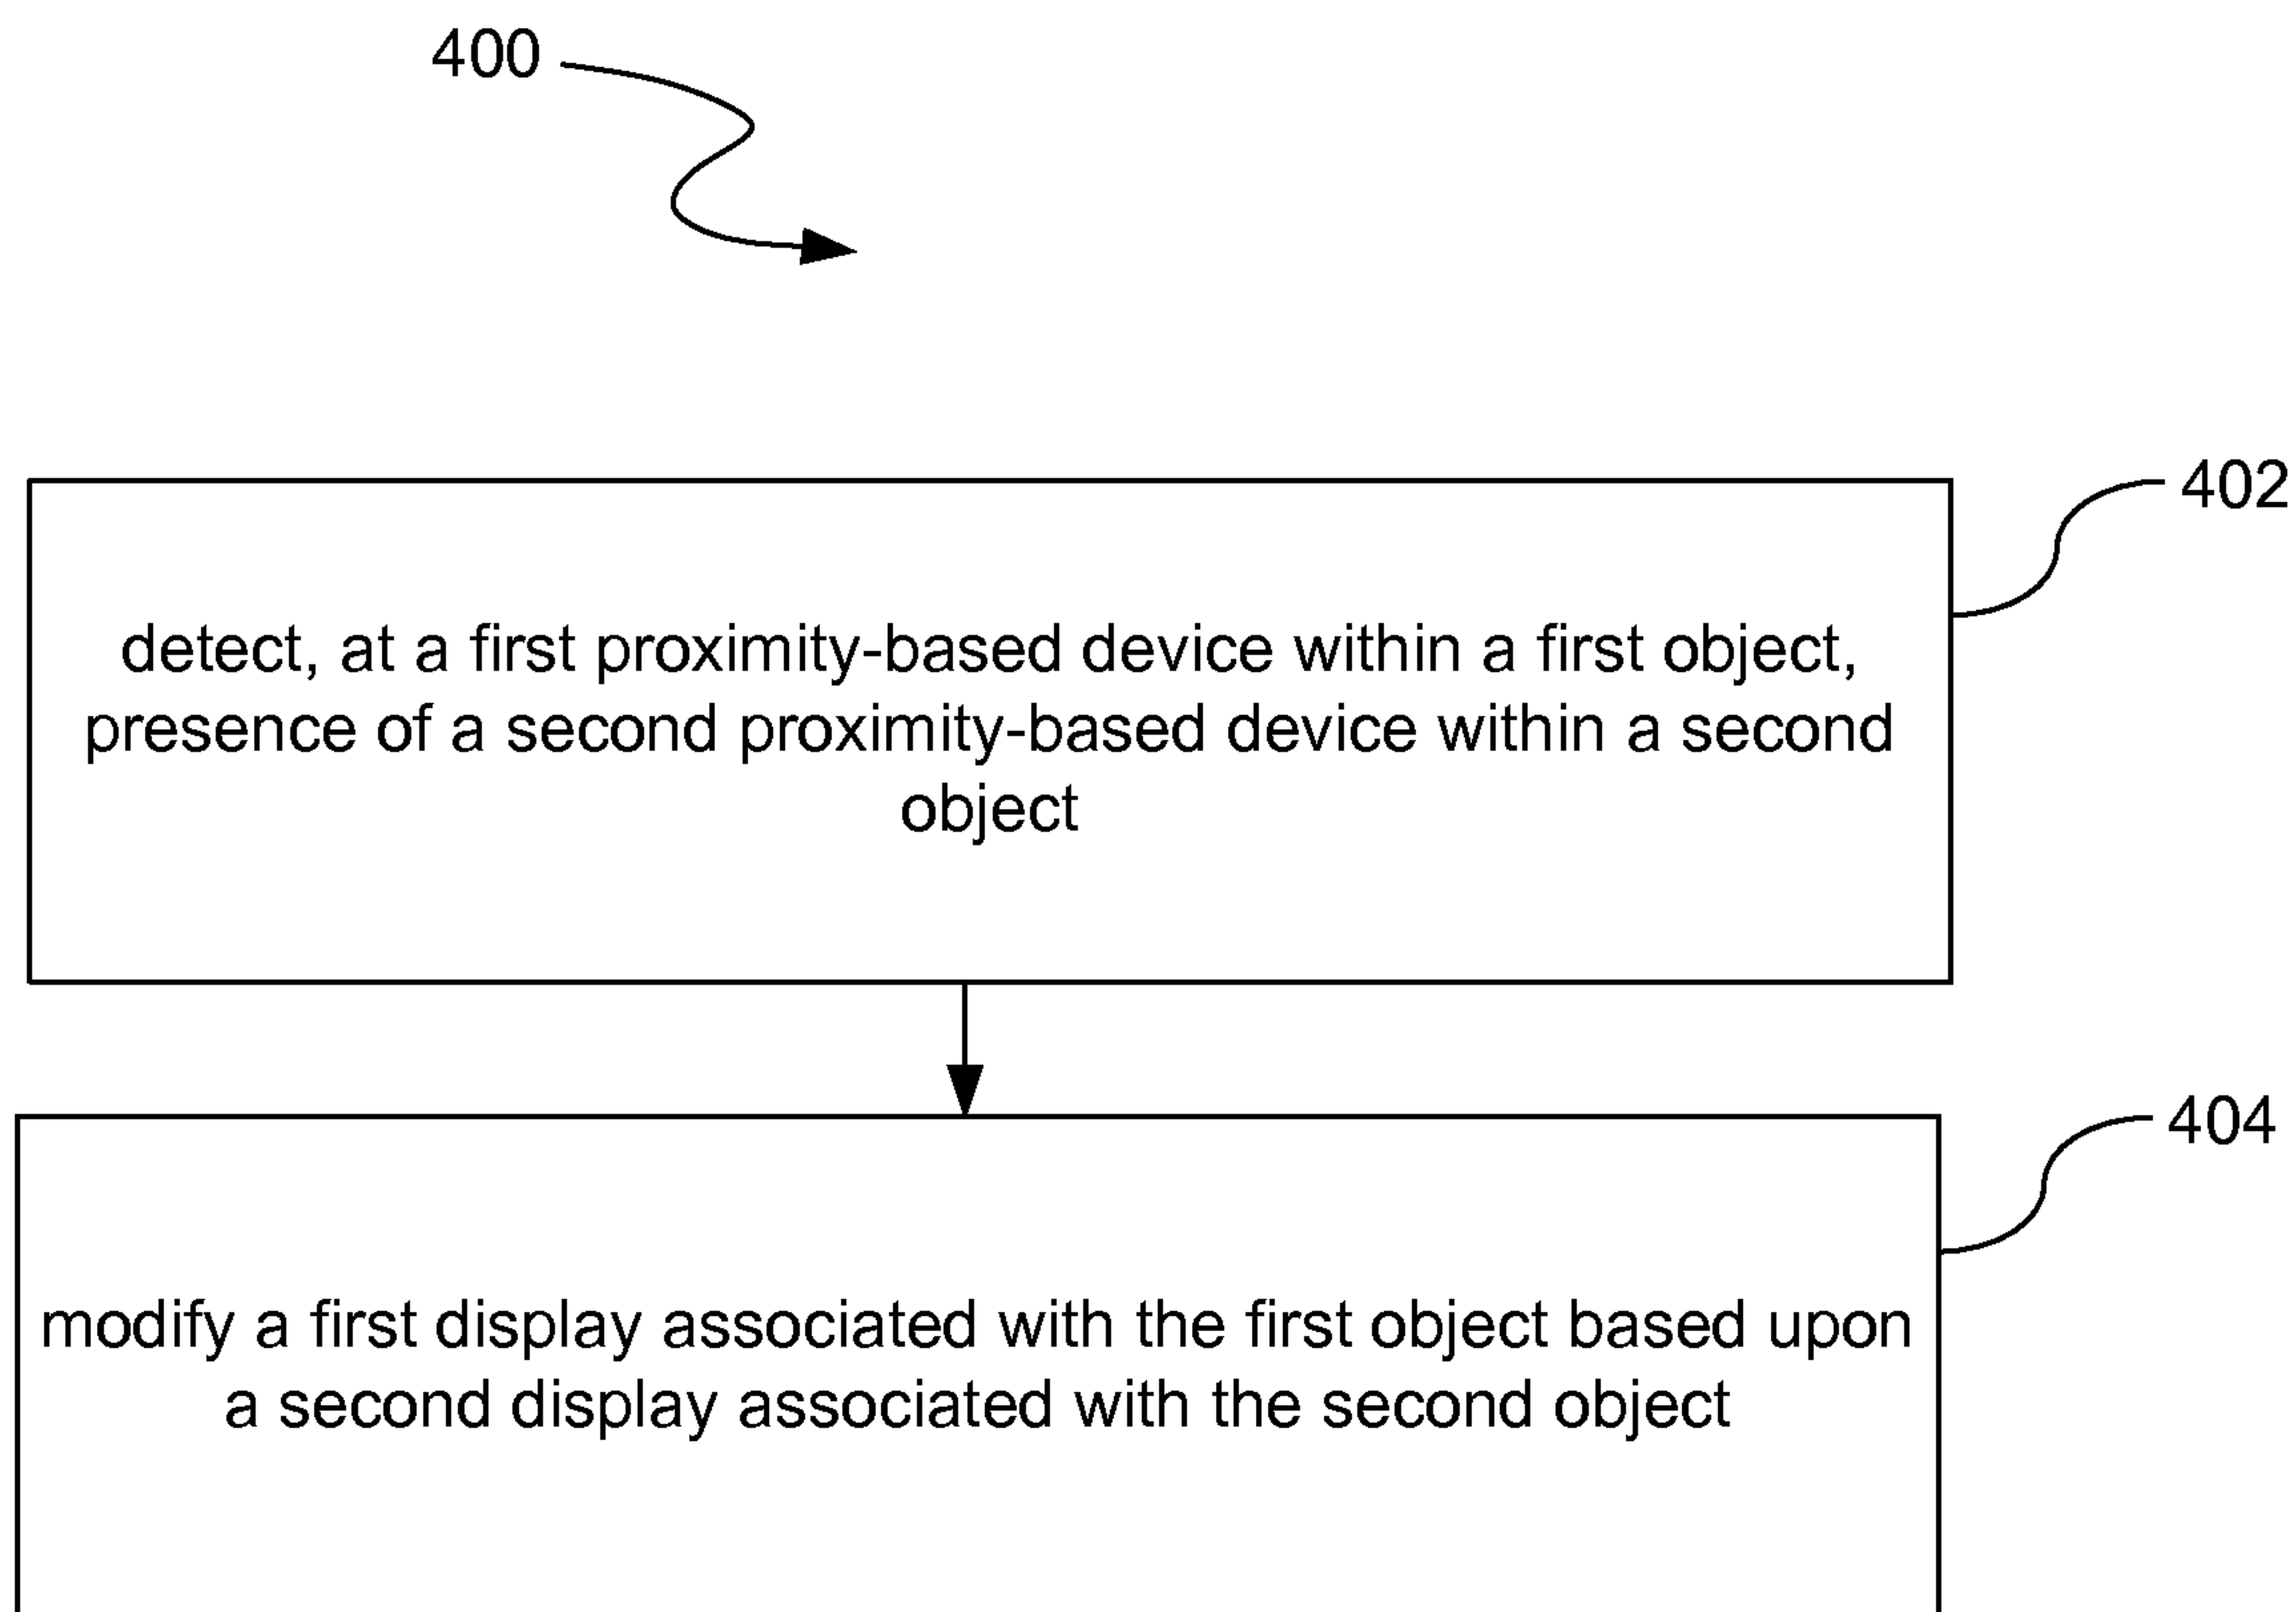 400
402
detect, at a first proximity-based device within a first object,
presence of a second proximity-based device within a second
object
404
modify a first display associated with the first object based upon
a second display associated with the second object